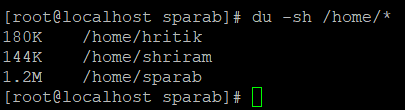 [root@localhost sparab]# du -sh /home/*
180K    /home/hritik
144K    /home/shriram
1.2M    /home/sparab
[root@localhost sparab]#